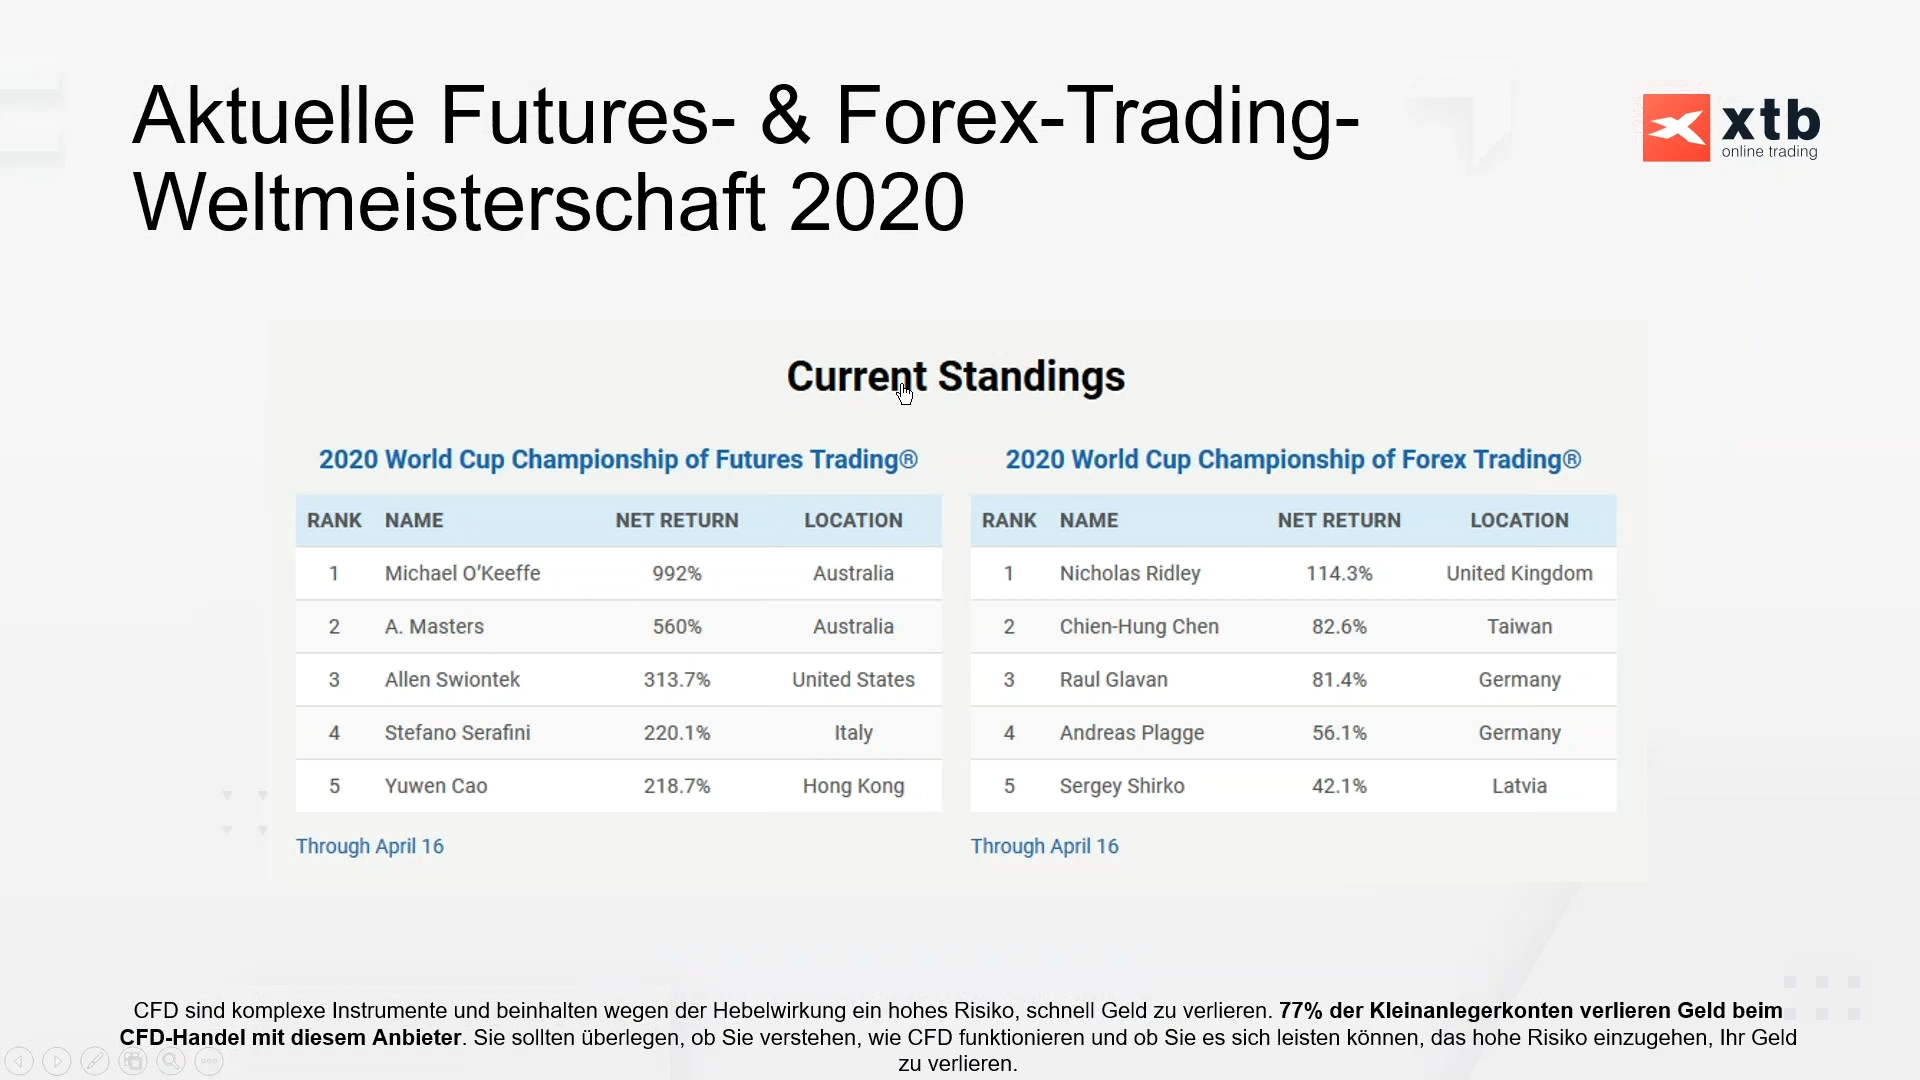 Aktuelle Futures- & Forex-Trading-
Weltmeisterschaft 2020
xtb
online trading
Current Standings
2020 World Cup Championship of Futures Trading®
RANK NAME NET RETURN LOCATION
1 Michael O’Keeffe 992% Australia
2 A. Masters 560% Australia
3 Allen Swiontek 313.7% United States
4 Stefano Serafini 220.1% Italy
5 Yuwen Cao 218.7% Hong Kong
Through April 16
2020 World Cup Championship of Forex Trading®
RANK NAME NET RETURN LOCATION
1 Nicholas Ridley 114.3% United Kingdom
2 Chien-Hung Chen 82.6% Taiwan
3 Raul Glavan 81.4% Germany
4 Andreas Plagge 56.1% Germany
5 Sergey Shirko 42.1% Latvia
Through April 16
CFD sind komplexe Instrumente und beinhalten wegen der Hebelwirkung ein hohes Risiko, schnell Geld zu verlieren. 77% der Kleinanlegerkonten verlieren Geld beim
CFD-Handel mit diesem Anbieter. Sie sollten überlegen, ob Sie verstehen, wie CFD funktionieren und ob Sie es sich leisten können, das hohe Risiko einzugehen, Ihr Geld
zu verlieren.